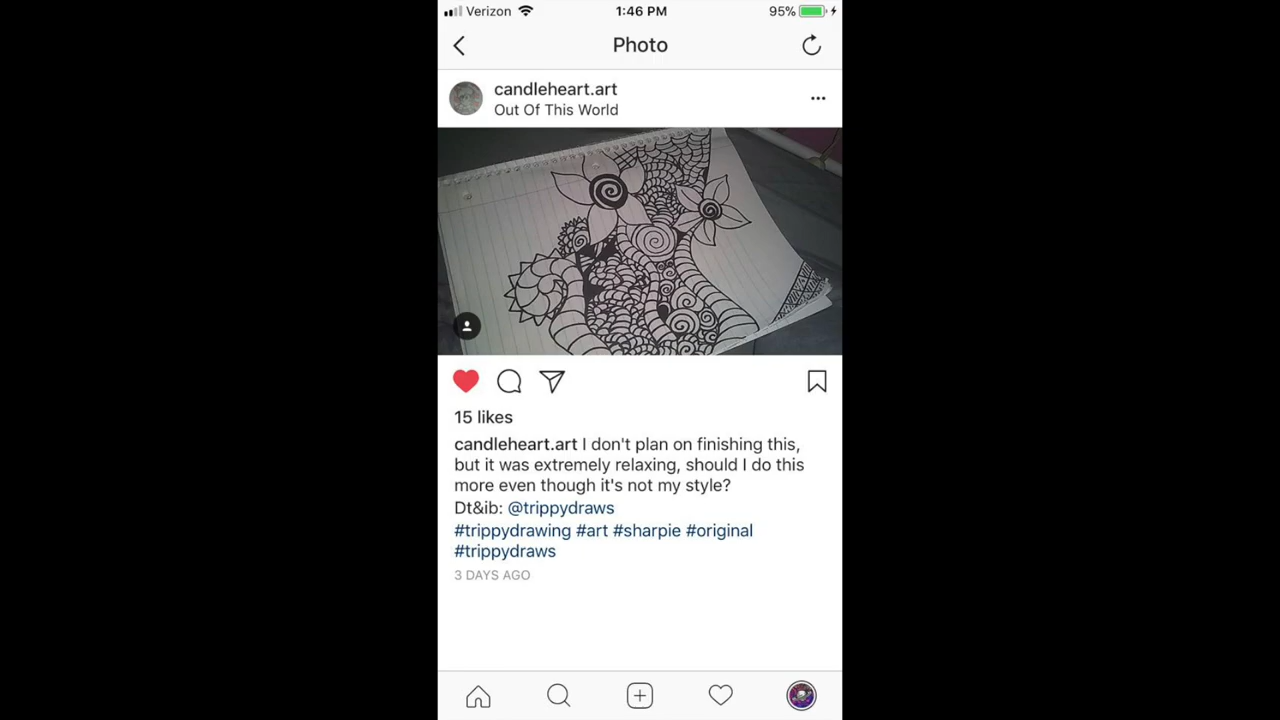 Verizon 1:46 PM 95%
Photo
candleheart.art
Out Of This World
15 likes
candleheart.art I don't plan on finishing this,
but it was extremely relaxing, should I do this
more even though it's not my style?
Dt&ib: @trippydraws
#trippydrawing #art #sharpie #original
#trippydraws
3 DAYS AGO